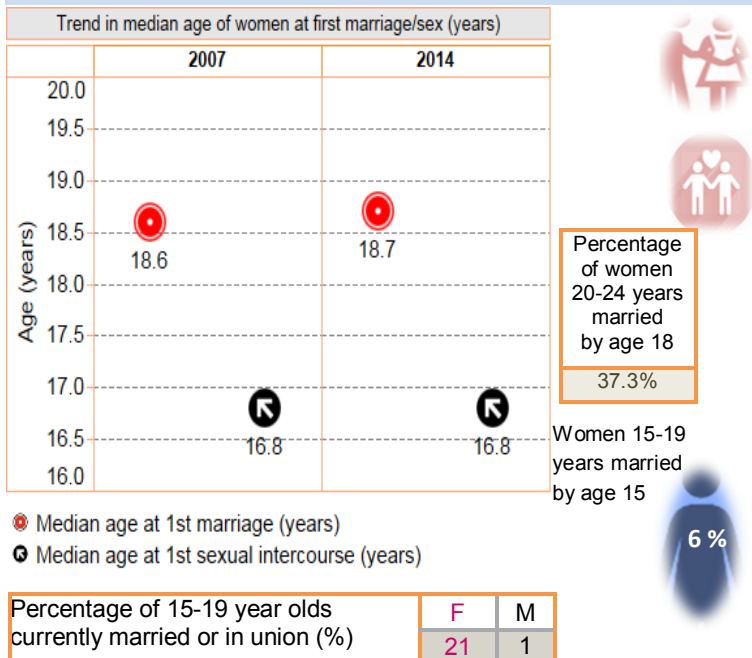 Trend in median age of women at first marriage/sex (years)
2007 2014
20.0
19.5
19.0
18.5
18.0
17.5
17.0
16.5
16.0
Age (years)
18.6
18.7
16.8
16.8
Median age at 1st marriage (years)
Median age at 1st sexual intercourse (years)
Percentage
of women
20-24 years
married
by age 18
37.3%
Women 15-19
years married
by age 15
6 %
Percentage of 15-19 year olds
currently married or in union (%)
F M
21 1